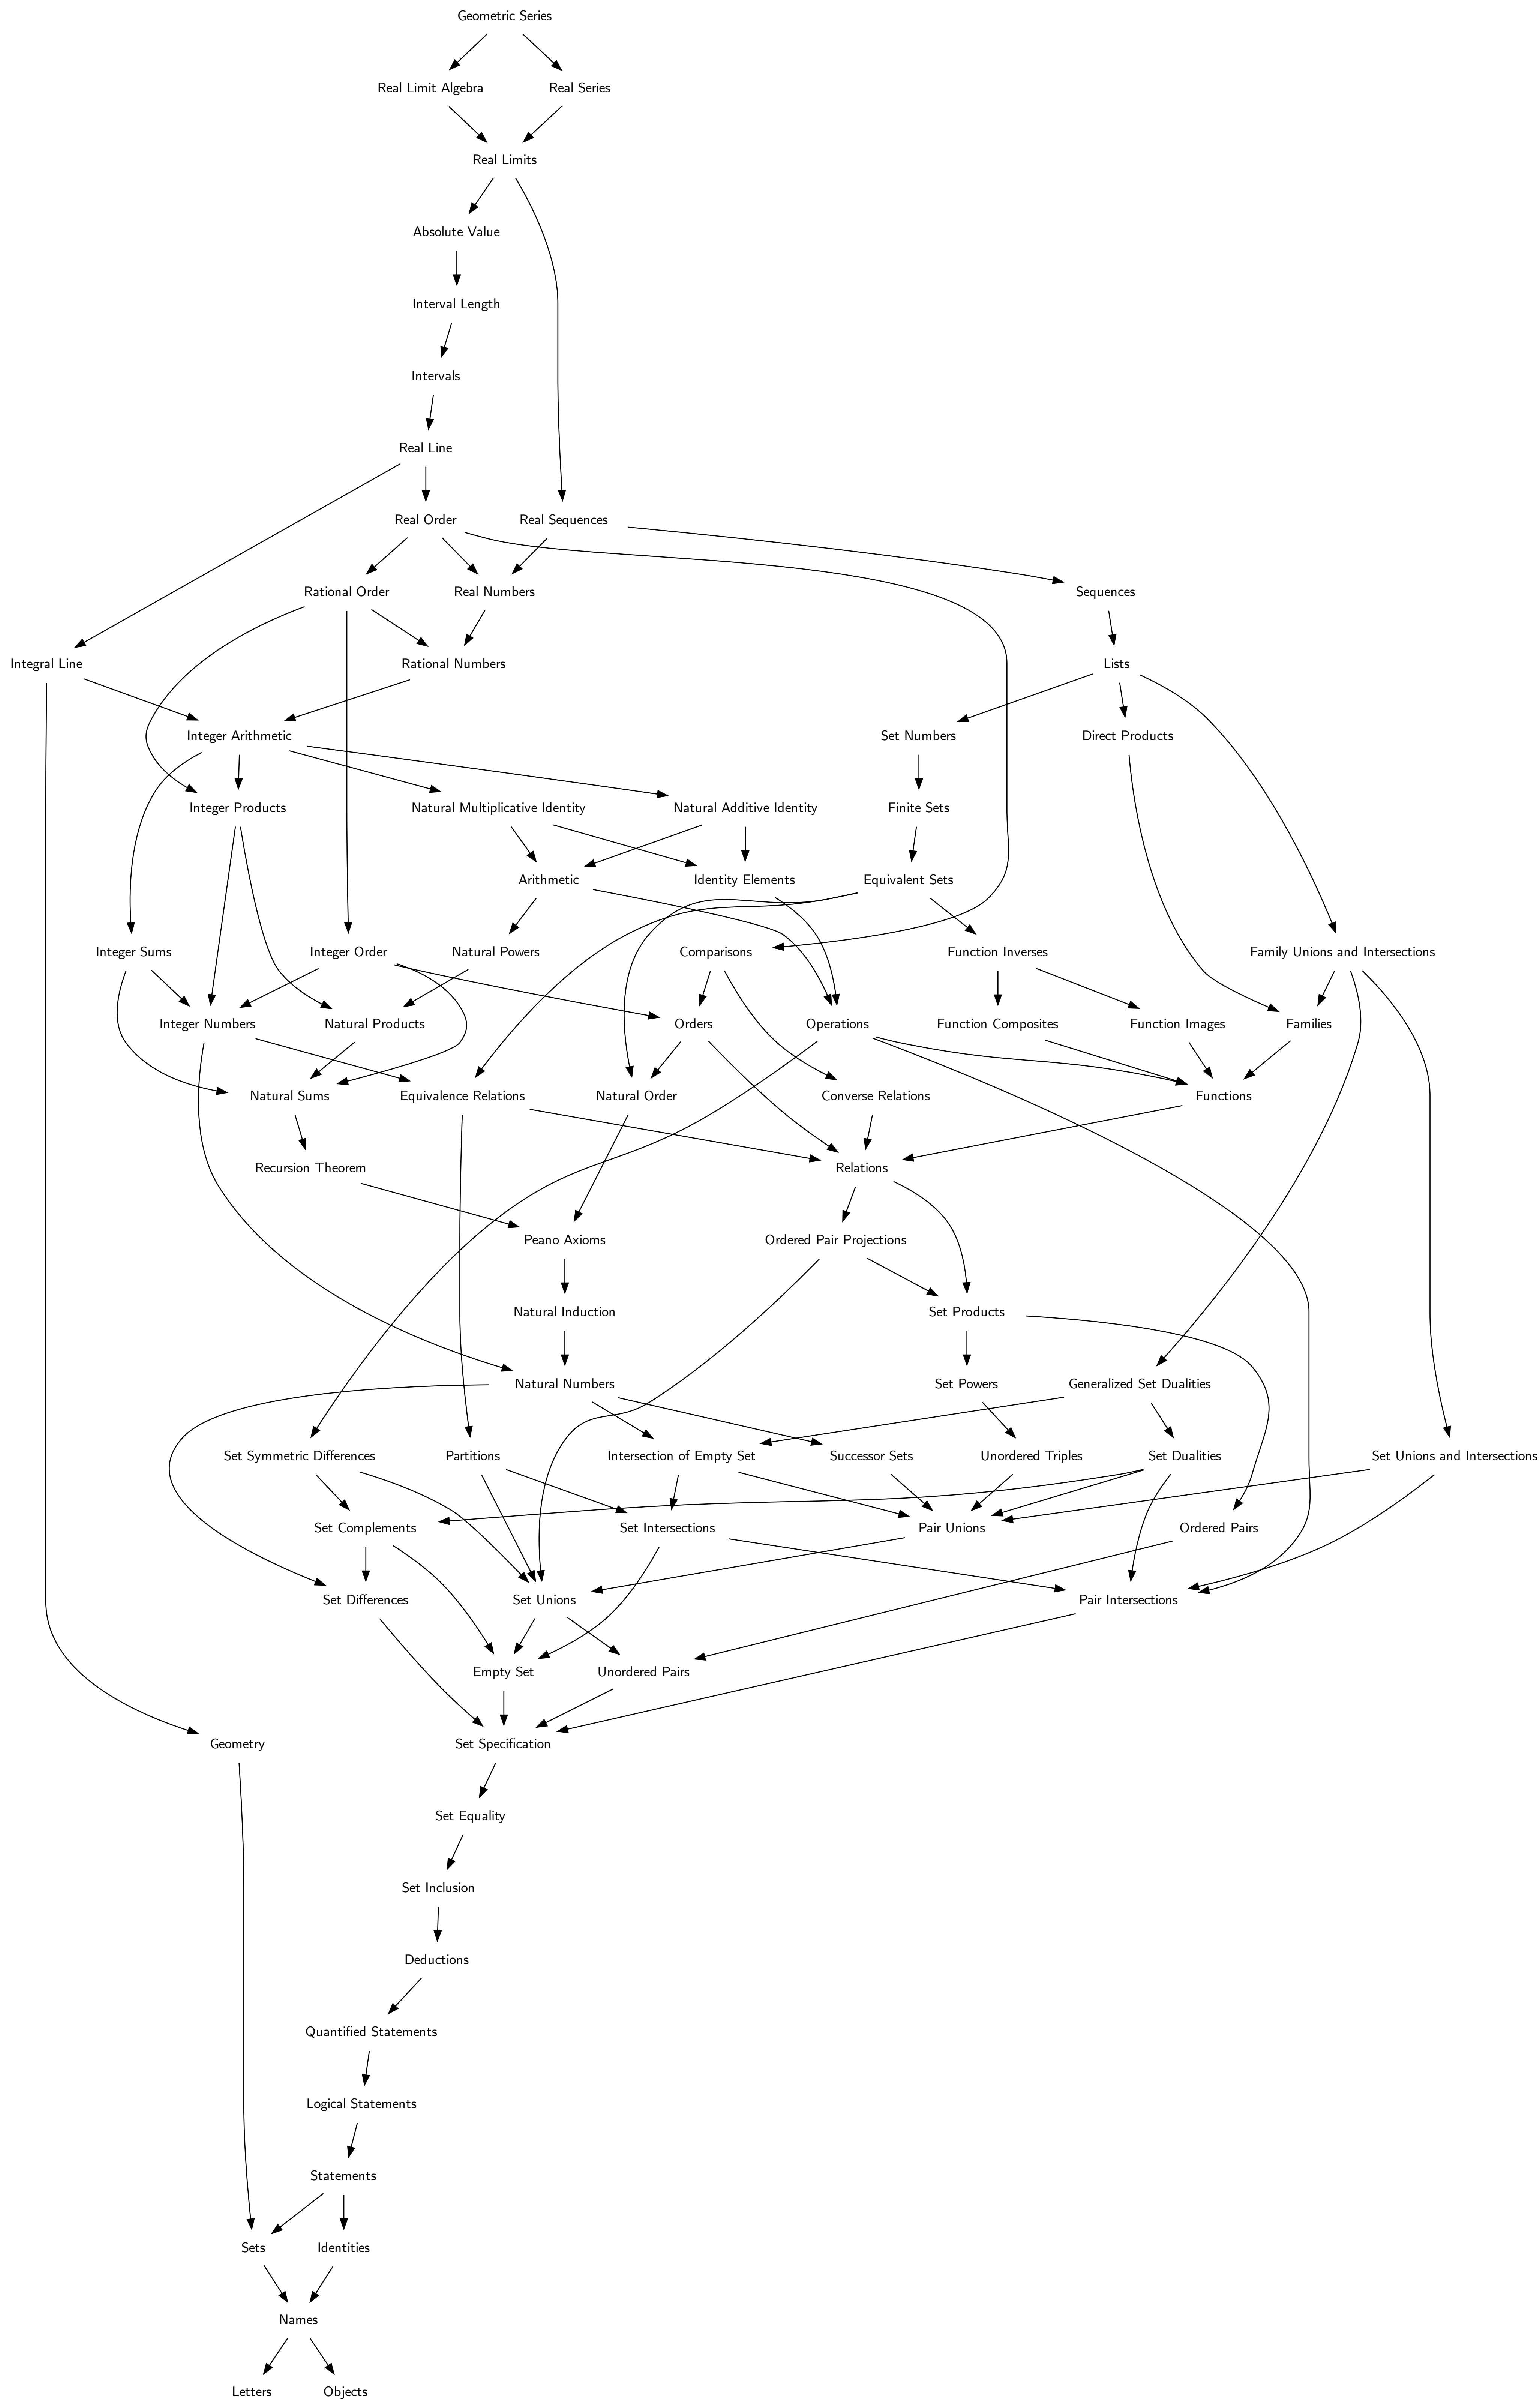 Geometric Series
Real Limit Algebra
Real Series
Real Limits
Absolute Value
Interval Length
Intervals
Real Line
Real Order
Real Sequences
Rational Order
Real Numbers
Sequences
Integral Line
Rational Numbers
Lists
Integer Arithmetic
Set Numbers
Direct Products
Integer Products
Natural Multiplicative Identity
Natural Additive Identity
Finite Sets
Arithmetic
Identity Elements
Equivalent Sets
Integer Sums
Integer Order
Natural Powers
Comparisons
Function Inverses
Family Unions and Intersections
Integer Numbers
Natural Products
Orders
Operations
Function Composites
Function Images
Families
Natural Sums
Equivalence Relations
Natural Order
Converse Relations
Functions
Recursion Theorem
Relations
Peano Axioms
Ordered Pair Projections
Natural Induction
Set Products
Natural Numbers
Set Powers
Generalized Set Dualities
Set Symmetric Differences
Partitions
Intersection of Empty Set
Successor Sets
Unordered Triples
Set Dualities
Set Unions and Intersections
Set Complements
Set Intersections
Pair Unions
Ordered Pairs
Set Differences
Set Unions
Pair Intersections
Empty Set
Unordered Pairs
Geometry
Set Specification
Set Equality
Set Inclusion
Deductions
Quantified Statements
Logical Statements
Statements
Sets
Identities
Names
Letters
Objects